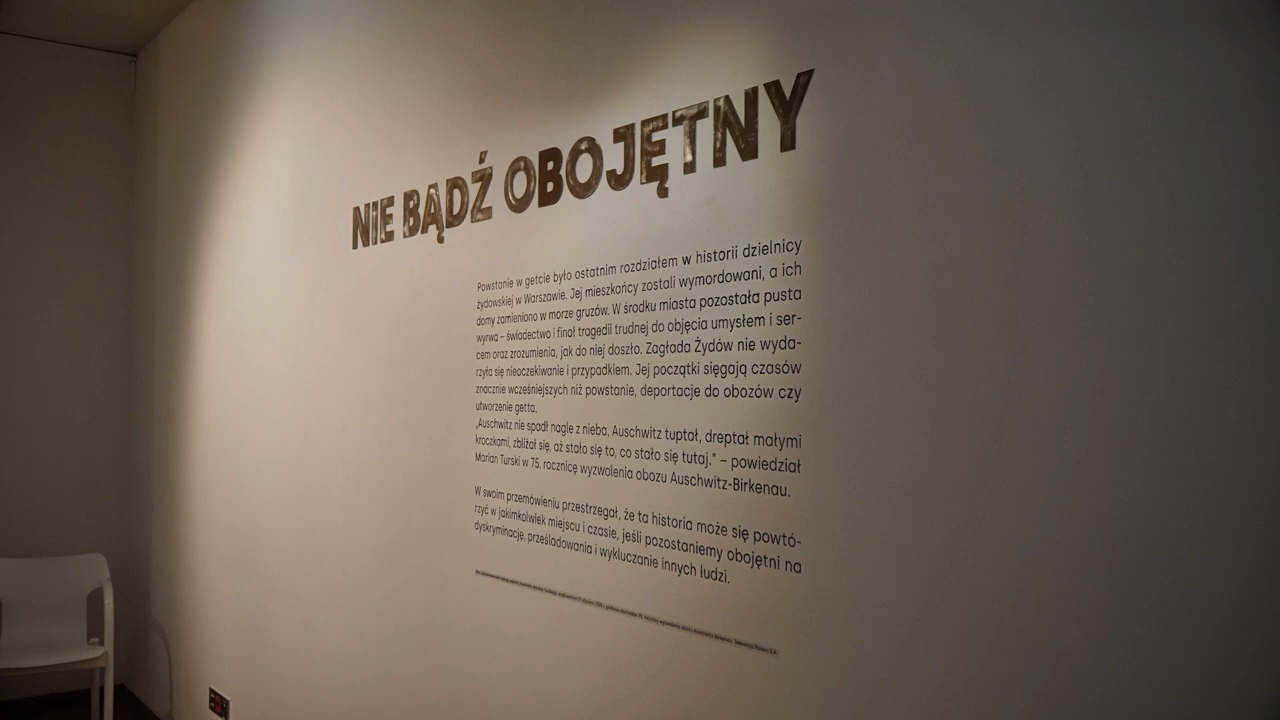 NIE BĄDŹ OBOJĘTNY
Powstanie w getcie było ostatnim rozdziałem w historii dzielnicy
żydowskiej w Warszawie. Jej mieszkańcy zostali wymordowani, a ich
domy zamieniono w morze gruzów. W środku miasta pozostała pusta
wyrwa – świadectwo i finał tragedii trudnej do objęcia umysłem i ser-
cem oraz zrozumienia, jak do niej doszło. Zagłada Żydów nie wyda-
rzyła się nieoczekiwanie i przypadkiem. Jej początki sięgają czasów
znacznie wcześniejszych niż powstanie, deportacje do obozów czy
utworzenie getta.
„Auschwitz nie spadł nagle z nieba, Auschwitz tuptał, dreptał małymi
kroczkami, zbliżał się, aż stało się to, co stało się tutaj.” – powiedział
Marian Turski w 75. rocznicę wyzwolenia obozu Auschwitz-Birkenau.
W swoim przemówieniu przestrzegał, że ta historia może się powtó-
rzyć w jakimkolwiek miejscu i czasie, jeśli pozostaniemy obojętni na
dyskryminację, prześladowania i wykluczanie innych ludzi.